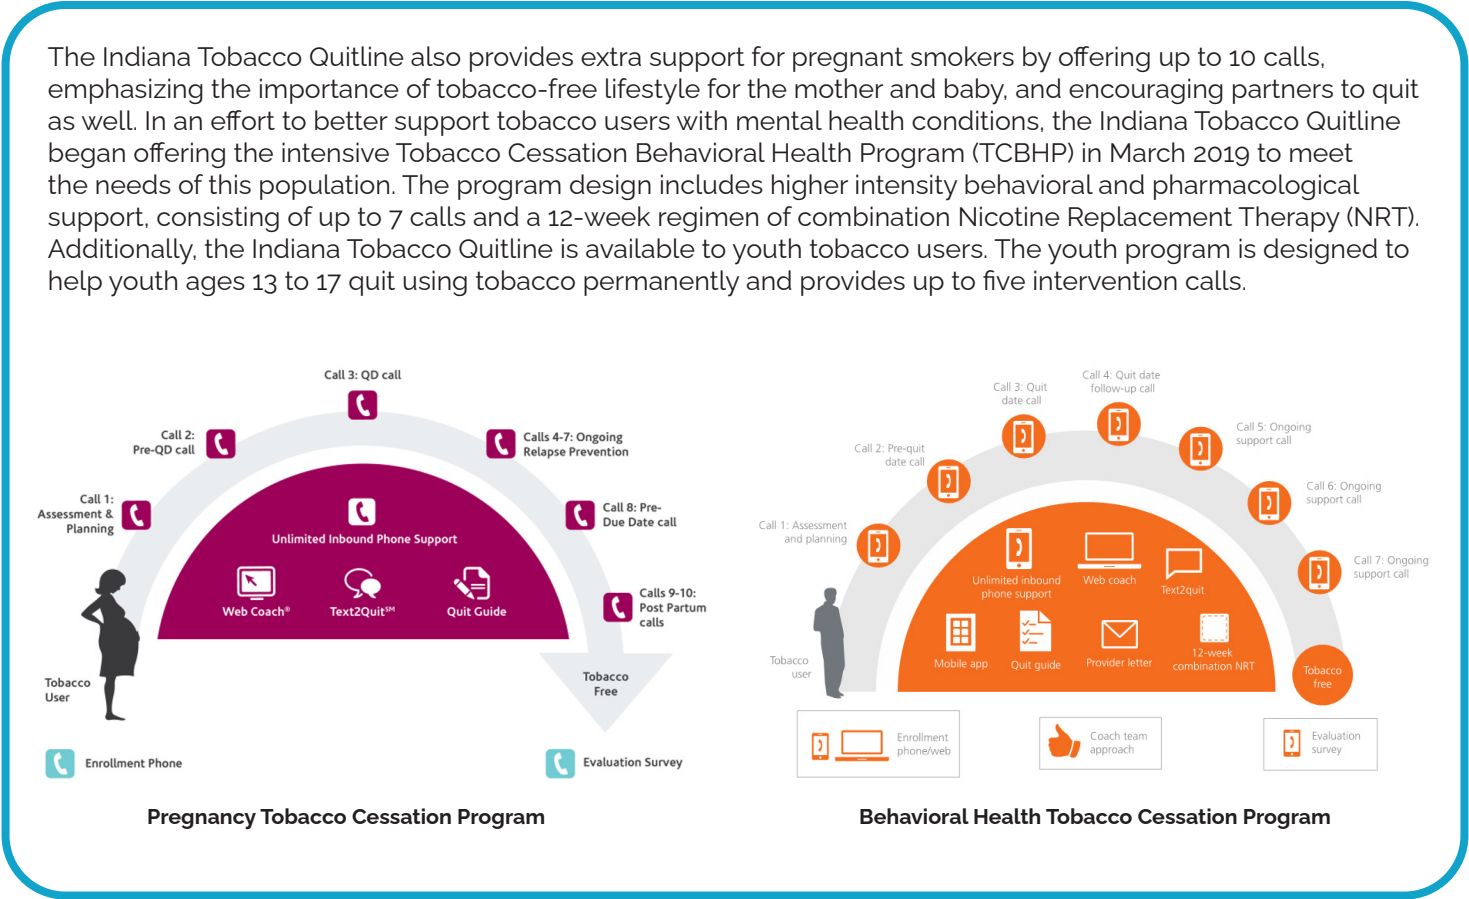 The Indiana Tobacco Quitline also provides extra support for pregnant smokers by offering up to 10 calls,
emphasizing the importance of tobacco-free lifestyle for the mother and baby, and encouraging partners to quit
as well. In an effort to better support tobacco users with mental health conditions, the Indiana Tobacco Quitline
began offering the intensive Tobacco Cessation Behavioral Health Program (TCBHP) in March 2019 to meet
the needs of this population. The program design includes higher intensity behavioral and pharmacological
support, consisting of up to 7 calls and a 12-week regimen of combination Nicotine Replacement Therapy (NRT).
Additionally, the Indiana Tobacco Quitline is available to youth tobacco users. The youth program is designed to
help youth ages 13 to 17 quit using tobacco permanently and provides up to five intervention calls.
Call 1:
Assessment &
Planning
Call 2:
Pre-QD call
Call 3: QD call
Calls 4-7: Ongoing
Relapse Prevention
Call 8: Pre-
Due Date call
Calls 9-10:
Post Partum
calls
Unlimited Inbound Phone Support
Web Coach®
Text2Quit℠
Quit Guide
Tobacco
User
Tobacco
Free
Enrollment Phone
Evaluation Survey
Pregnancy Tobacco Cessation Program
Call 1: Assessment
and planning
Call 2: Pre-quit
date call
Call 3: Quit
date call
Call 4: Quit date
follow-up call
Call 5: Ongoing
support call
Call 6: Ongoing
support call
Call 7: Ongoing
support call
Unlimited inbound
phone support
Web coach
Text2quit
Mobile app
Quit guide
Provider letter
12-week
combination NRT
Tobacco
user
Tobacco
free
Enrollment
phone/web
Coach team
approach
Evaluation
survey
Behavioral Health Tobacco Cessation Program